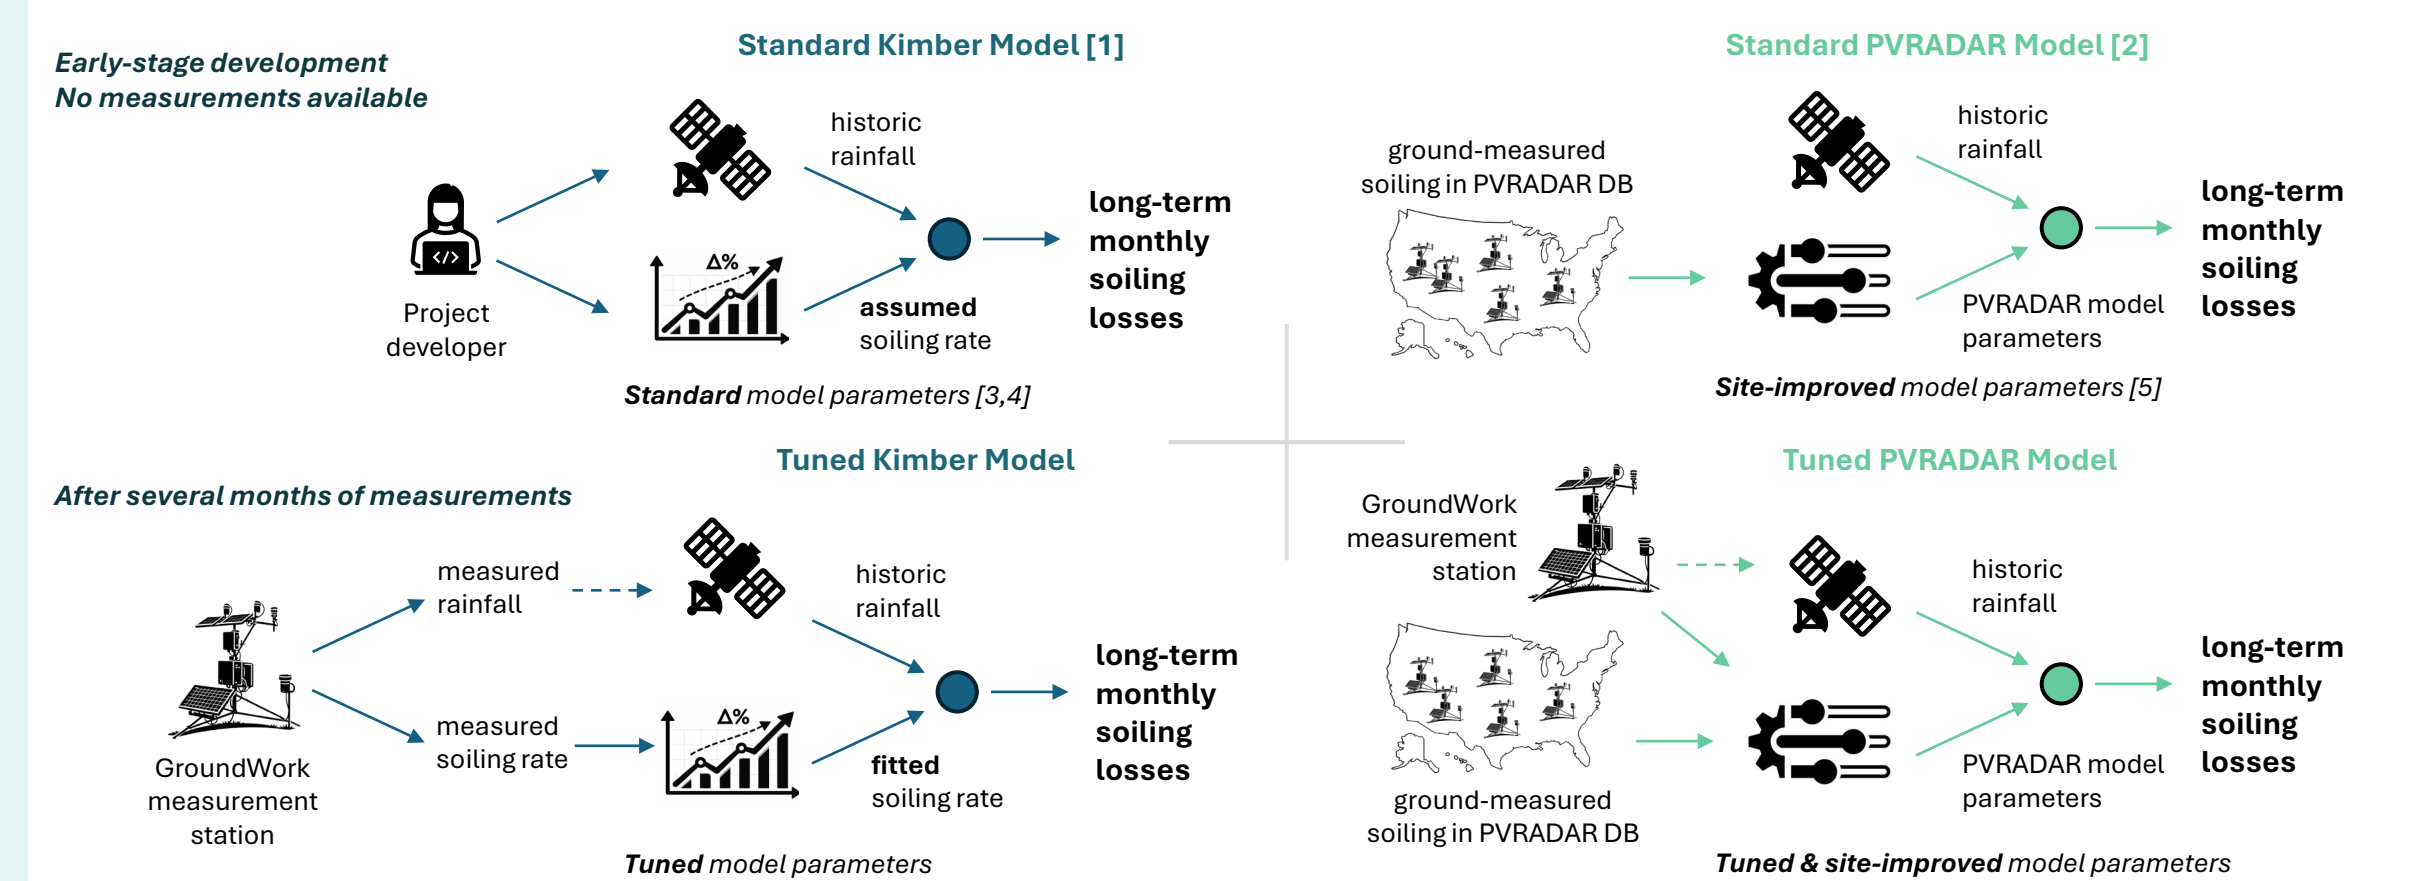 Early-stage development
No measurements available
Standard Kimber Model [1]
historic
rainfall
Δ%
Project
developer
assumed
soiling rate
long-term
monthly
soiling
losses
Standard model parameters [3,4]
Standard PVRADAR Model [2]
ground-measured
soiling in PVRADAR DB
historic
rainfall
PVRADAR model
parameters
long-term
monthly
soiling
losses
Site-improved model parameters [5]
After several months of measurements
Tuned Kimber Model
GroundWork
measurement
station
measured
rainfall
measured
soiling rate
historic
rainfall
Δ%
fitted
soiling rate
long-term
monthly
soiling
losses
Tuned model parameters
Tuned PVRADAR Model
GroundWork
measurement
station
ground-measured
soiling in PVRADAR DB
historic
rainfall
PVRADAR model
parameters
long-term
monthly
soiling
losses
Tuned & site-improved model parameters